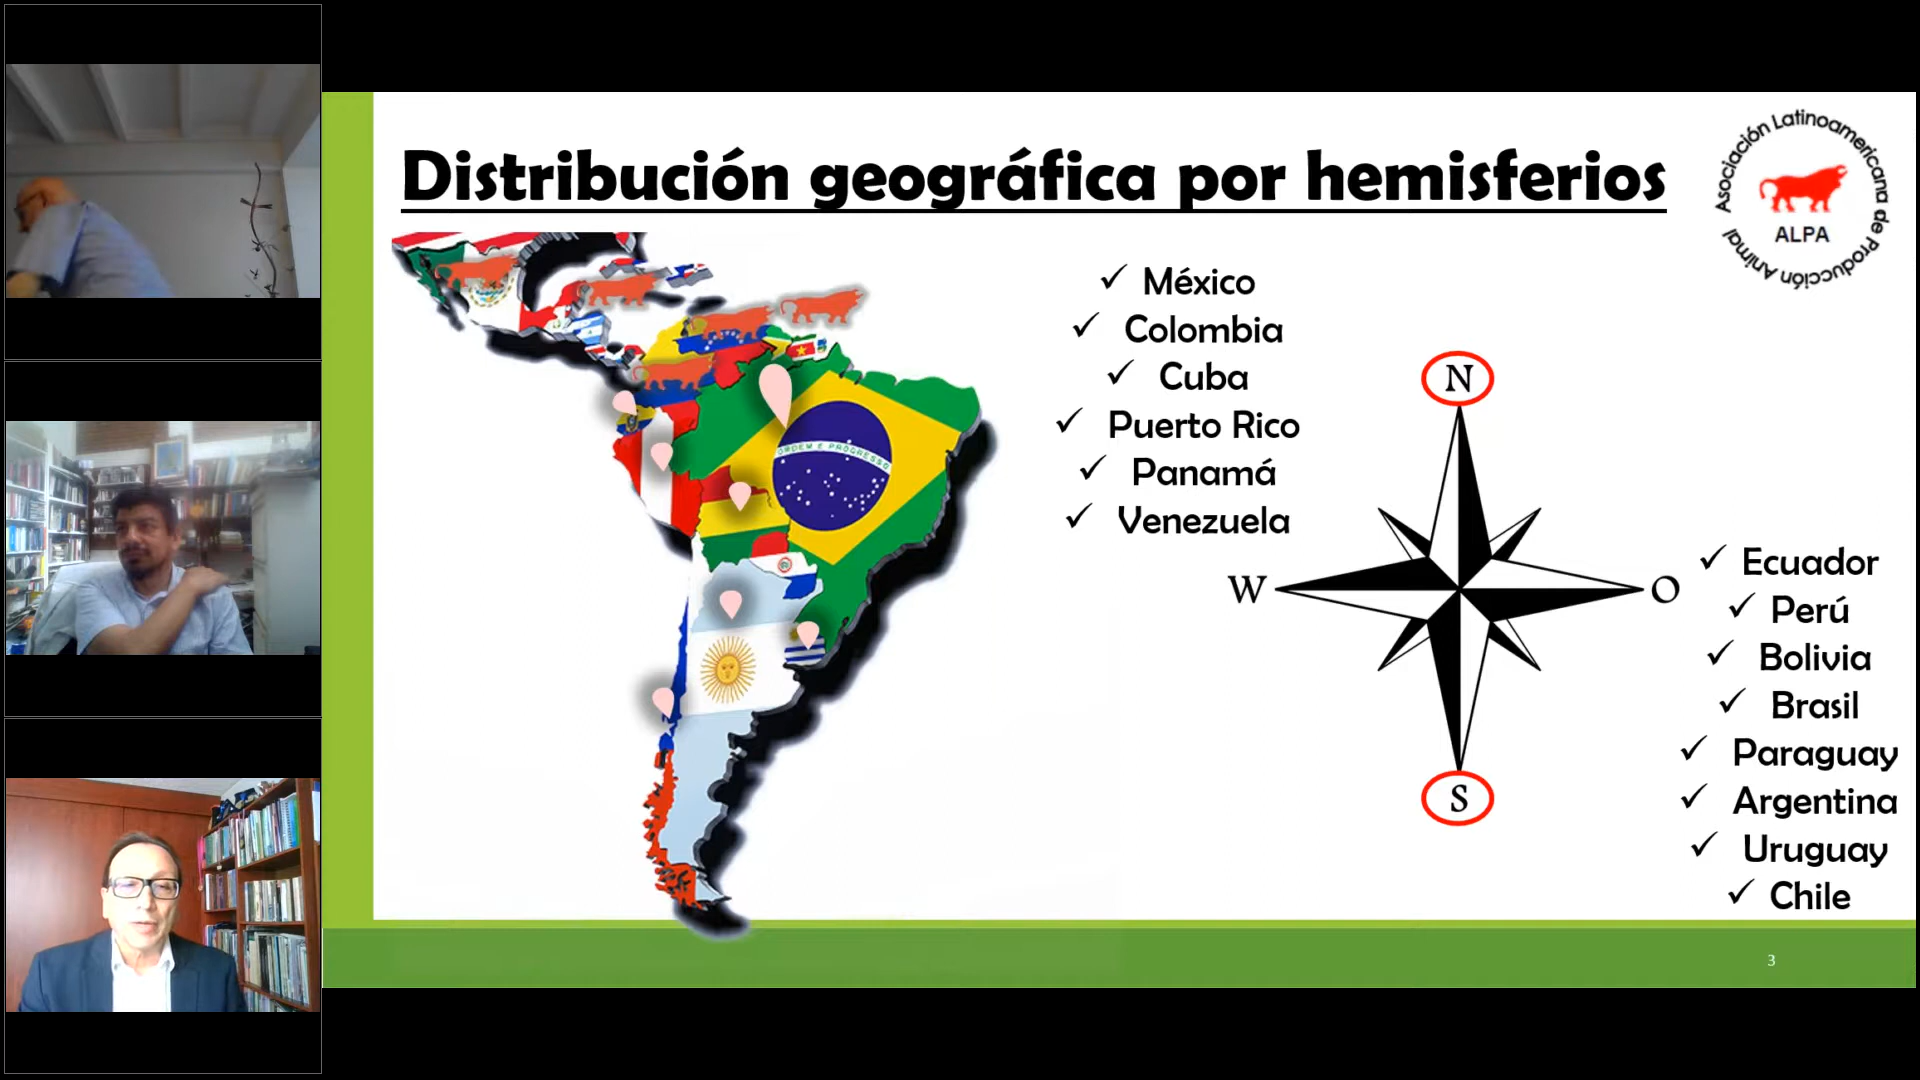 Distribución geográfica por hemisferios
Asociación Latinoamericana de Producción Animal
ALPA
✓ México
✓ Colombia
✓ Cuba
✓ Puerto Rico
✓ Panamá
✓ Venezuela
N
W
O
S
✓ Ecuador
✓ Perú
✓ Bolivia
✓ Brasil
✓ Paraguay
✓ Argentina
✓ Uruguay
✓ Chile
ORDEM E PROGRESSO
3